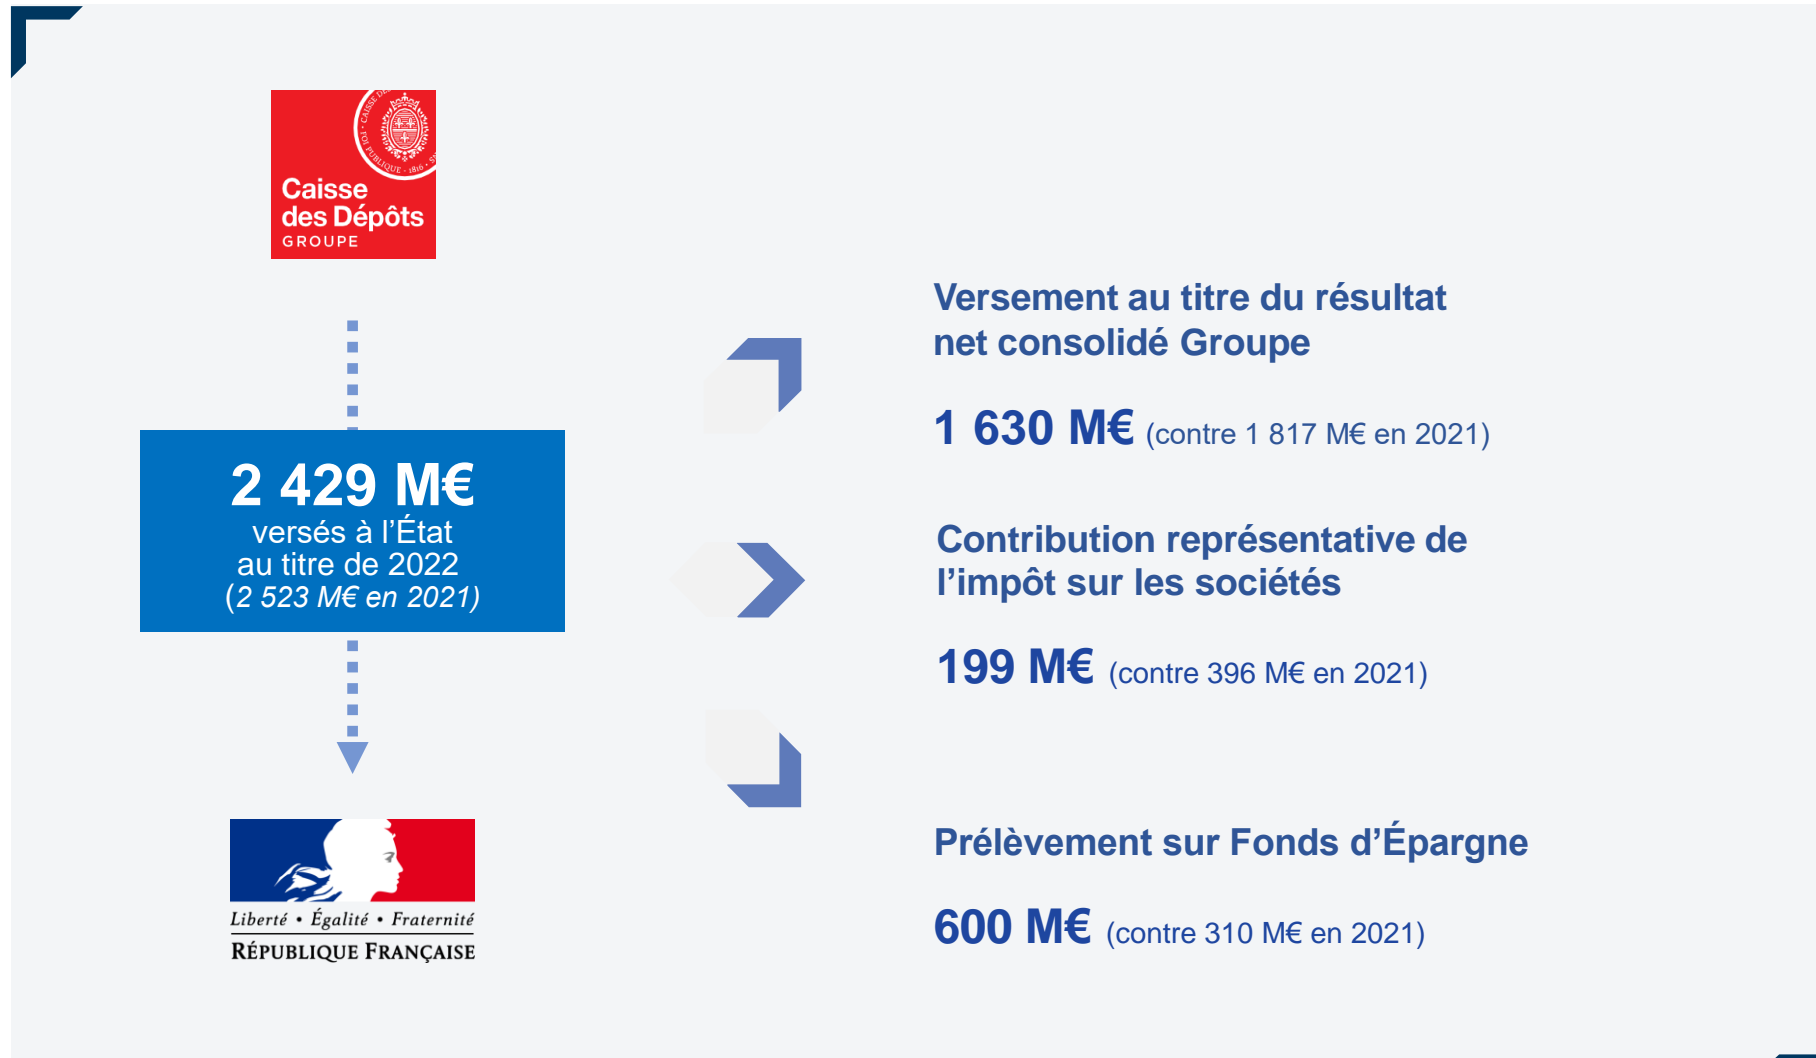 Caisse
des Dépôts
GROUPE
2 429 M€
versés à l’État
au titre de 2022
(2 523 M€ en 2021)
Liberté • Égalité • Fraternité
RÉPUBLIQUE FRANÇAISE
Versement au titre du résultat
net consolidé Groupe
1 630 M€ (contre 1 817 M€ en 2021)
Contribution représentative de
l’impôt sur les sociétés
199 M€ (contre 396 M€ en 2021)
Prélèvement sur Fonds d’Épargne
600 M€ (contre 310 M€ en 2021)